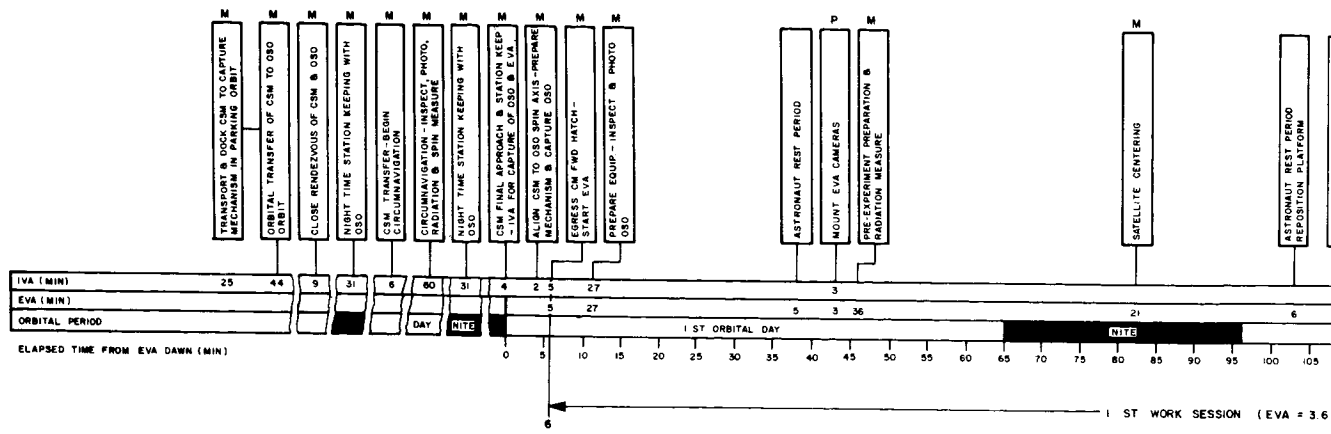 M M M M M M M M M M M P M M
TRANSPORT & DOCK CSM TO CAPTURE
MECHANISM IN PARKING ORBIT
ORBITAL TRANSFER OF CSM TO OSO
ORBIT
CLOSE RENDEZVOUS OF CSM & OSO
NIGHT TIME STATION KEEPING WITH
OSO
CSM TRANSFER-BEGIN
CIRCUMNAVIGATION
CIRCUMNAVIGATION-INSPECT, PHOTO,
RADIATION & SPIN MEASURE
NIGHT TIME STATION KEEPING WITH
OSO
CSM FINAL APPROACH & STATION KEEP
- IVA FOR CAPTURE OF OSO & EVA
ALIGN CSM TO OSO SPIN AXIS-PREPARE
MECHANISM & CAPTURE OSO
EGRESS CM FWD HATCH-
START EVA
PREPARE EQUIP-INSPECT & PHOTO
OSO
ASTRONAUT REST PERIOD
MOUNT EVA CAMERAS
PRE-EXPERIMENT PREPARATION &
RADIATION MEASURE
SATELLITE CENTERING
ASTRONAUT REST PERIOD
REPOSITION PLATFORM
IVA (MIN) 25 44 9 31 6 60 31 4 2 5 27 3
EVA (MIN) 5 27 5 3 36 21 6
ORBITAL PERIOD DAY NITE 1 ST ORBITAL DAY NITE
ELAPSED TIME FROM EVA DAWN (MIN) 0 5 10 15 20 25 30 35 40 45 50 55 60 65 70 75 80 85 90 95 100 105
6 1 ST WORK SESSION (EVA = 3.6